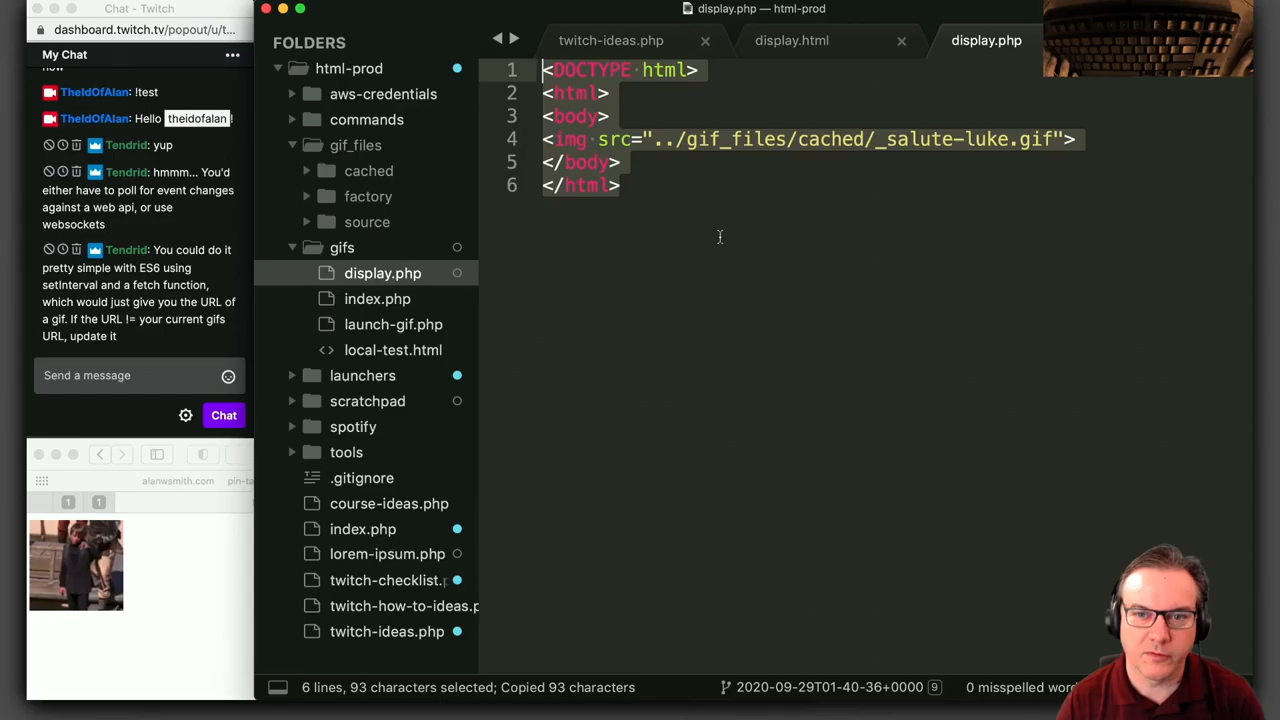 Chat - Twitch
dashboard.twitch.tv/popout/u/t...
My Chat
TheIdOfAlan: !test
TheIdOfAlan: Hello theidofalan !
Tendrid: yup
Tendrid: hmmm... You'd
either have to poll for event changes
against a web api, or use
websockets
Tendrid: You could do it
pretty simple with ES6 using
setInterval and a fetch function,
which would just give you the URL of
a gif. If the URL != your current gifs
URL, update it
Send a message
Chat
alanwsmith.com pin-ta
1 1
display.php — html-prod
FOLDERS
html-prod
aws-credentials
commands
gif_files
cached
factory
source
gifs
display.php
index.php
launch-gif.php
local-test.html
launchers
scratchpad
spotify
tools
.gitignore
course-ideas.php
index.php
lorem-ipsum.php
twitch-checklist.p
twitch-how-to-ideas.p
twitch-ideas.php
twitch-ideas.php display.html display.php
1 <DOCTYPE html>
2 <html>
3 <body>
4 <img src="../gif_files/cached/_salute-luke.gif">
5 </body>
6 </html>
6 lines, 93 characters selected; Copied 93 characters
2020-09-29T01-40-36+0000 9 0 misspelled word